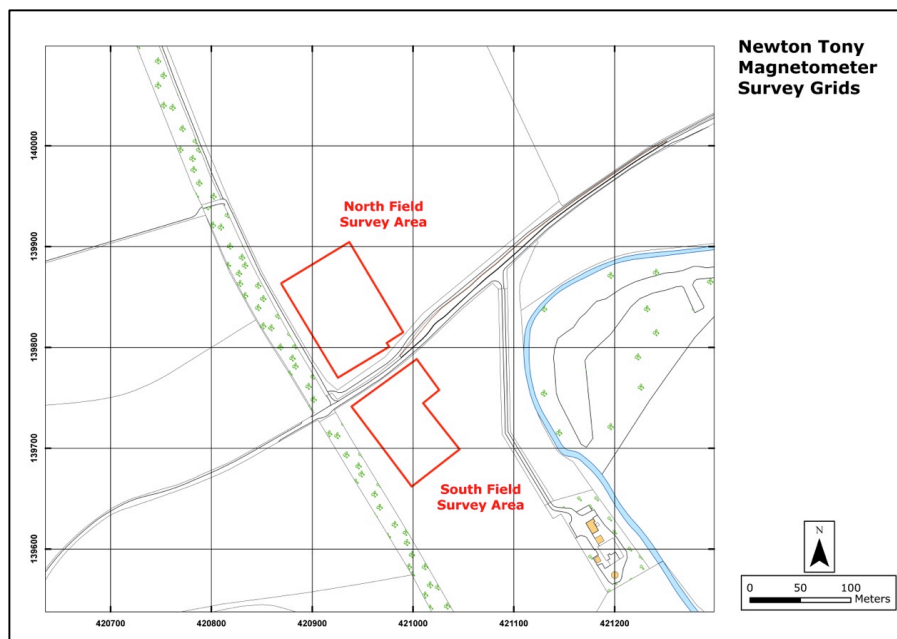 Newton Tony
Magnetometer
Survey Grids
140000
139900
139800
139700
139600
North Field
Survey Area
South Field
Survey Area
420700
420800
420900
421000
421100
421200
N
0 50 100
Meters